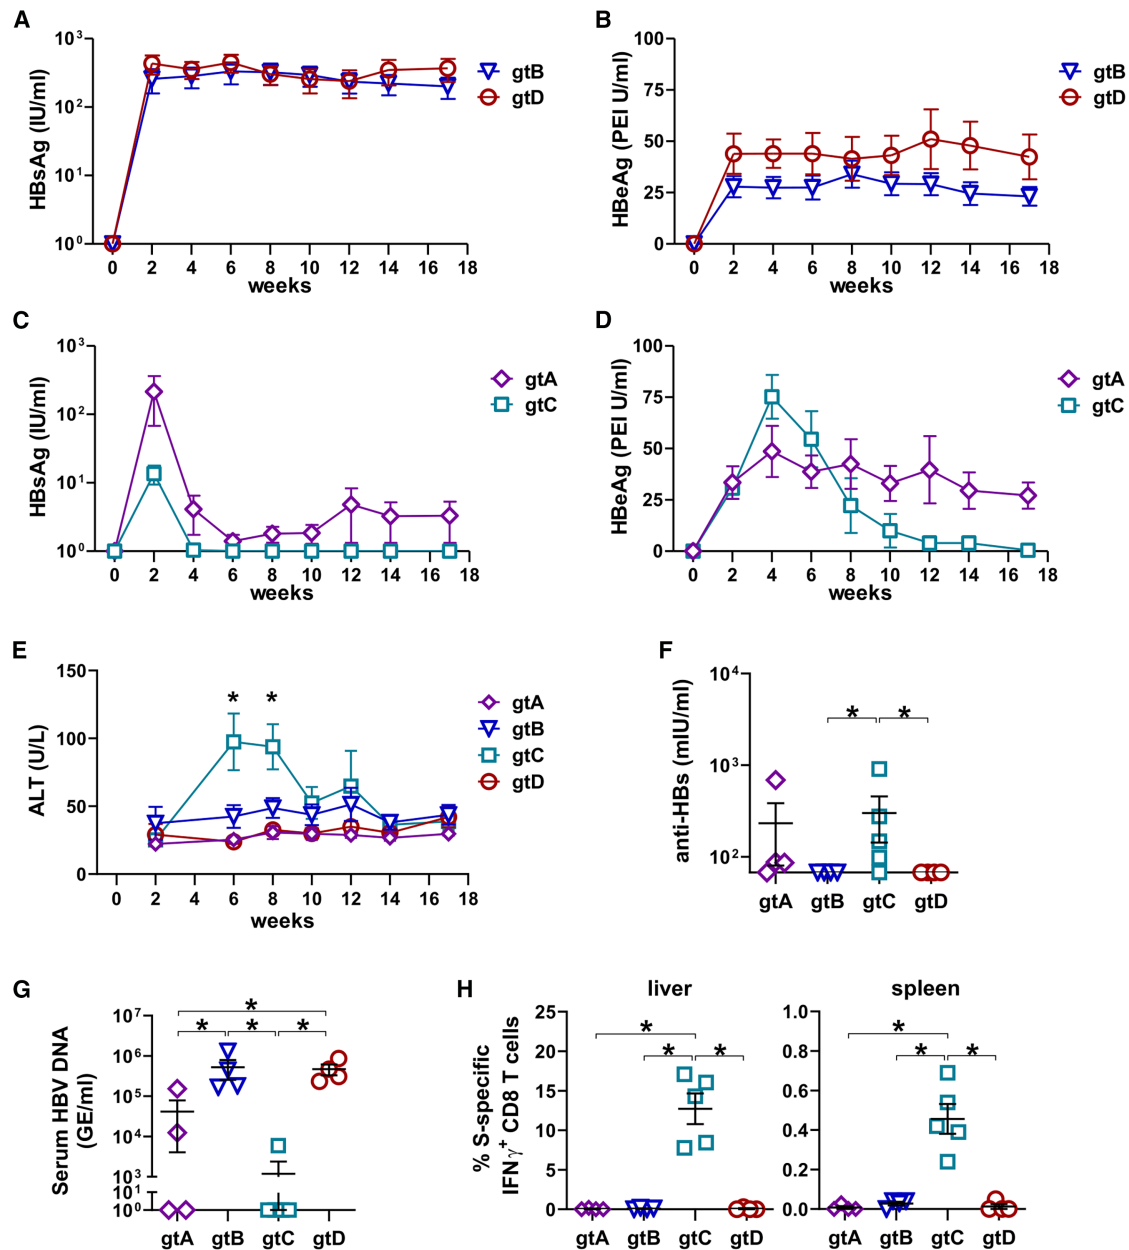 A
HBsAg (IU/ml)
10³
10²
10¹
10⁰
0 2 4 6 8 10 12 14 16 18
weeks
gtB
gtD
B
HBeAg (PEI U/ml)
100
75
50
25
0
0 2 4 6 8 10 12 14 16 18
weeks
gtB
gtD
C
HBsAg (IU/ml)
10³
10²
10¹
10⁰
0 2 4 6 8 10 12 14 16 18
weeks
gtA
gtC
D
HBeAg (PEI U/ml)
100
75
50
25
0
0 2 4 6 8 10 12 14 16 18
weeks
gtA
gtC
E
ALT (U/L)
150
100
50
0
* *
0 2 4 6 8 10 12 14 16 18
weeks
gtA
gtB
gtC
gtD
F
anti-HBs (mIU/ml)
10⁴
10³
10²
* *
gtA gtB gtC gtD
G
Serum HBV DNA
(GE/ml)
10⁷
10⁶
10⁵
10⁴
10³
10¹
10⁰
*
* * *
gtA gtB gtC gtD
H
liver
% S-specific
IFNγ⁺ CD8 T cells
25
20
15
10
5
0
*
* *
gtA gtB gtC gtD
spleen
1.0
0.8
0.6
0.4
0.2
0.0
*
* *
gtA gtB gtC gtD